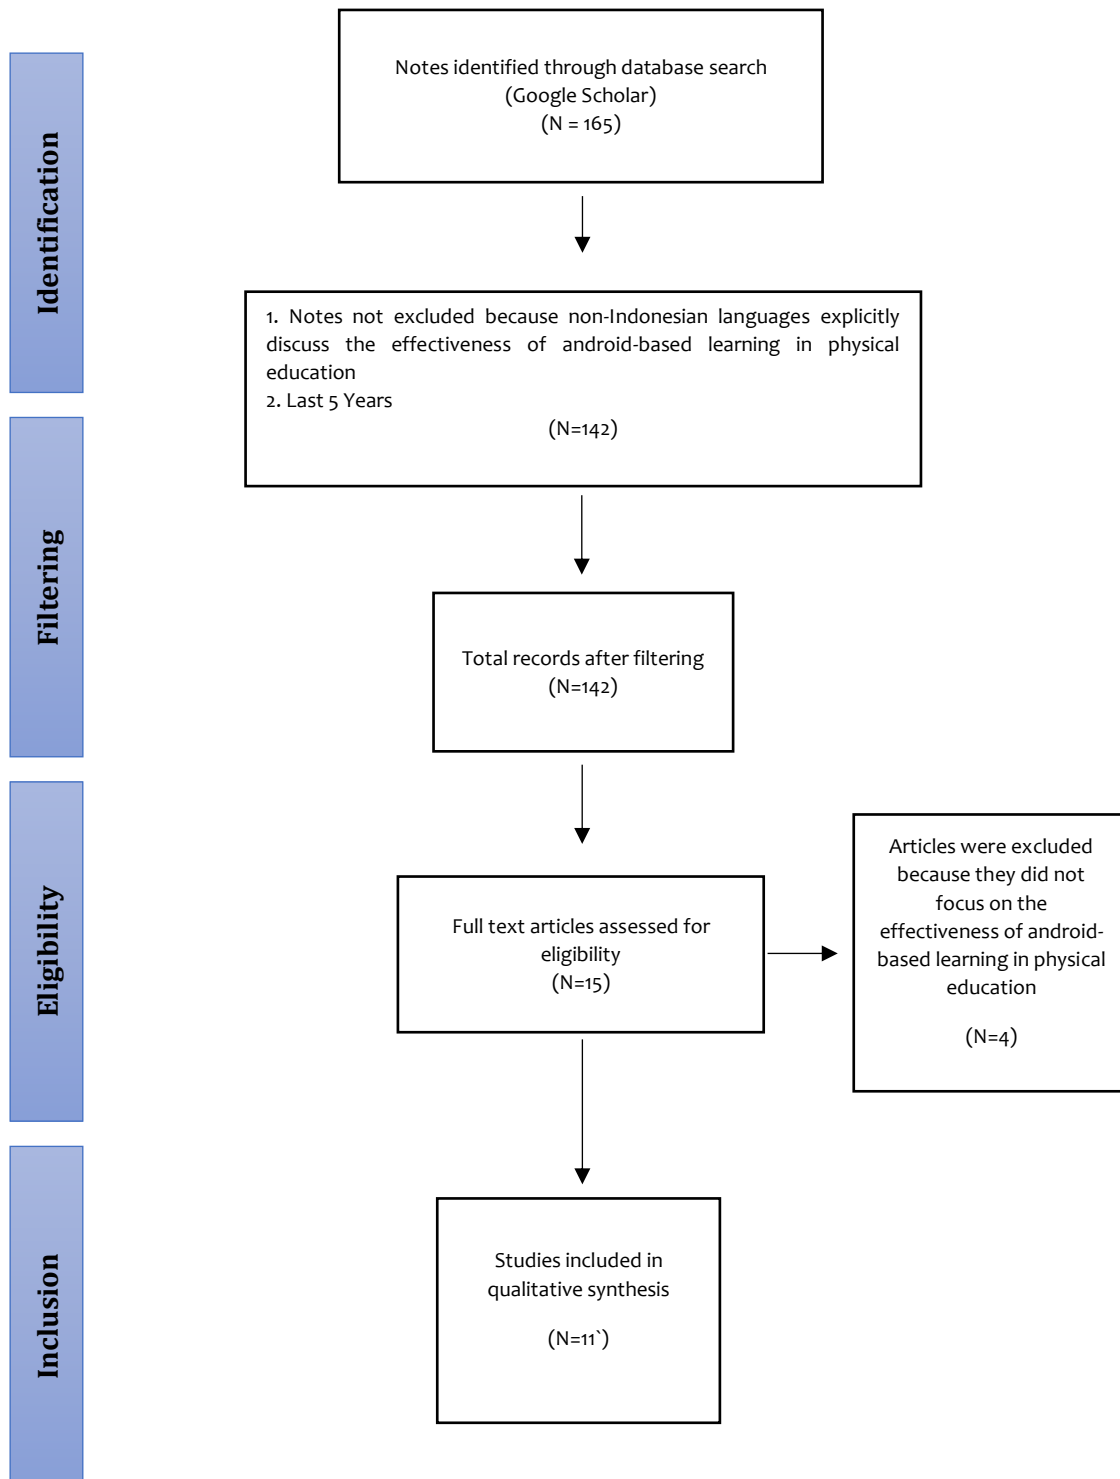 Identification
Notes identified through database search
(Google Scholar)
(N = 165)
1. Notes not excluded because non-Indonesian languages explicitly
discuss the effectiveness of android-based learning in physical
education
2. Last 5 Years
(N=142)
Filtering
Total records after filtering
(N=142)
Eligibility
Full text articles assessed for
eligibility
(N=15)
Articles were excluded
because they did not
focus on the
effectiveness of android-
based learning in physical
education
(N=4)
Inclusion
Studies included in
qualitative synthesis
(N=11`)